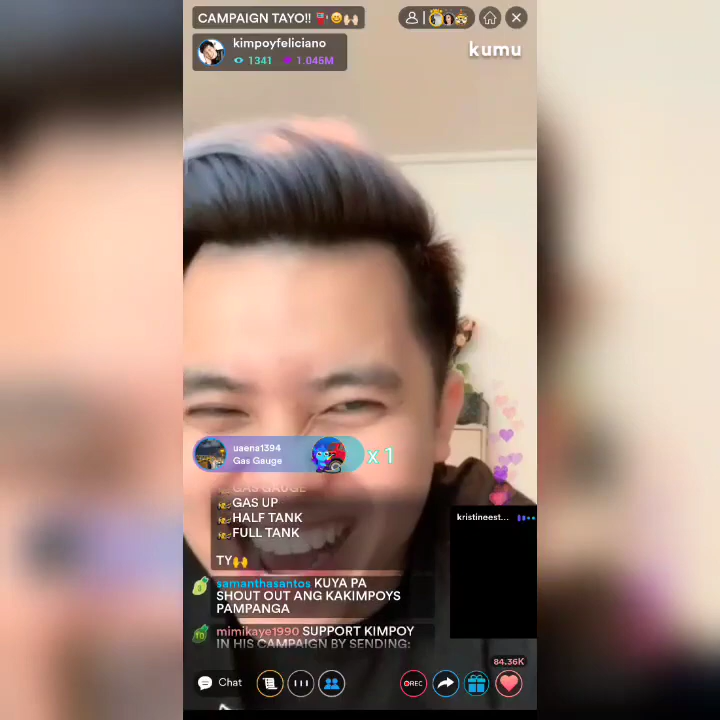 CAMPAIGN TAYO!!
kimpoyfeliciano
1341 1.045M
kumu
uaena1394
Gas Gauge
x 1
GAS GAUGE
GAS UP
HALF TANK
FULL TANK
TY
kristineest...
samanthasantos KUYA PA
SHOUT OUT ANG KAKIMPOYS
PAMPANGA
mimikaye1990 SUPPORT KIMPOY
IN HIS CAMPAIGN BY SENDING:
84.36K
Chat
REC